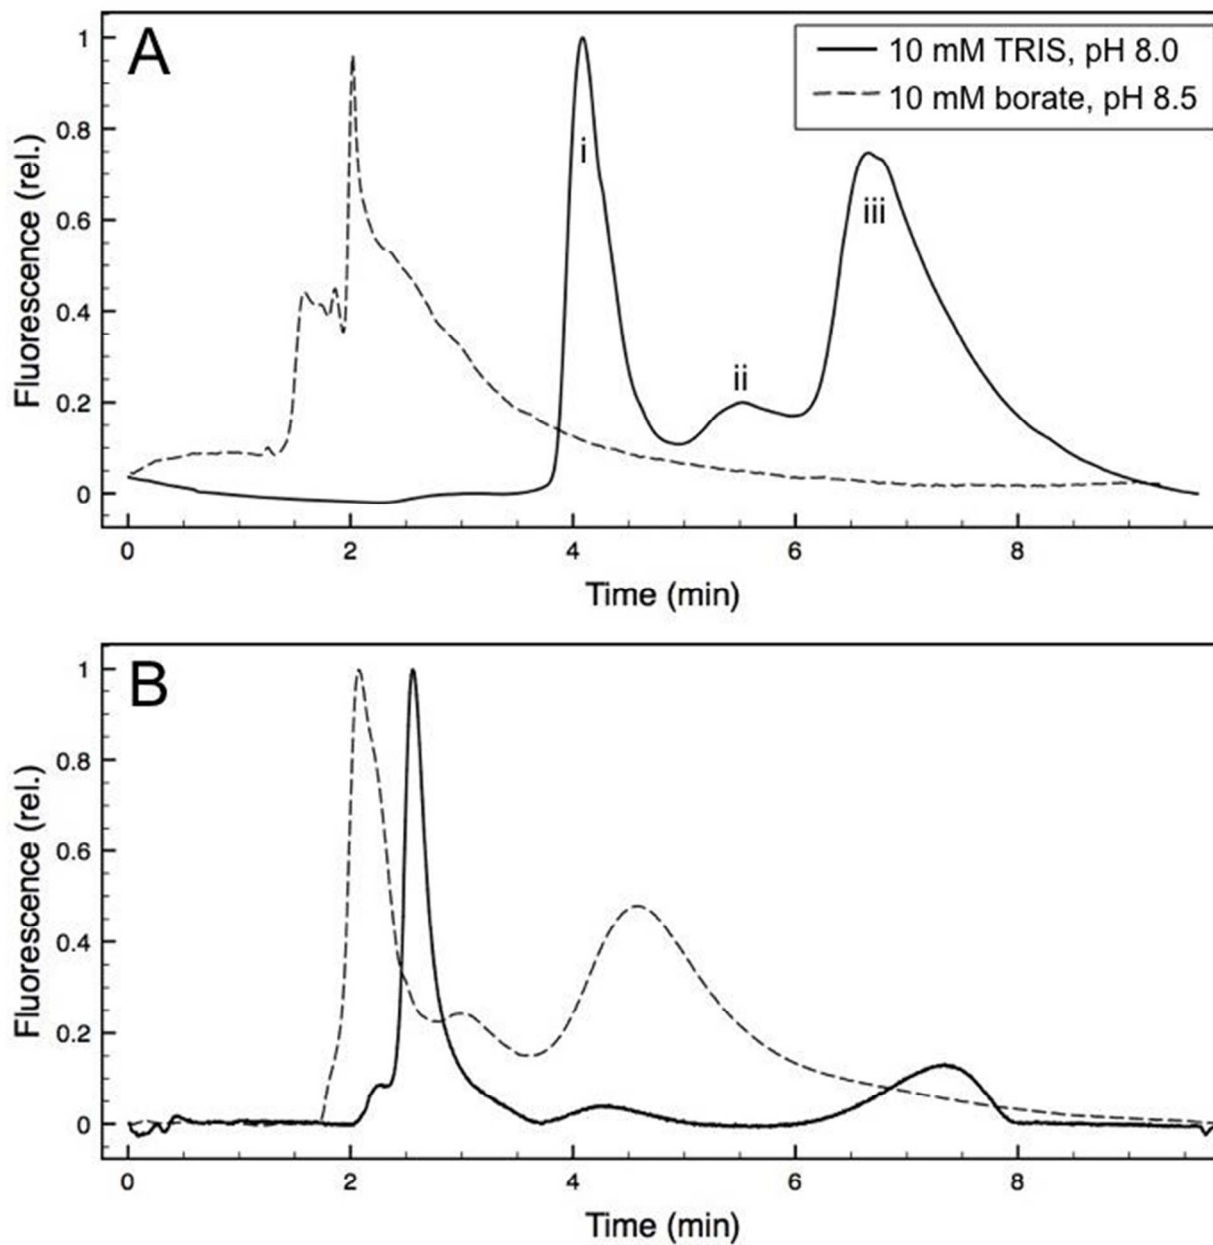 A
10 mM TRIS, pH 8.0
10 mM borate, pH 8.5
1
0.8
0.6
0.4
0.2
0
i
ii
iii
Fluorescence (rel.)
0 2 4 6 8
Time (min)
B
1
0.8
0.6
0.4
0.2
0
Fluorescence (rel.)
0 2 4 6 8
Time (min)